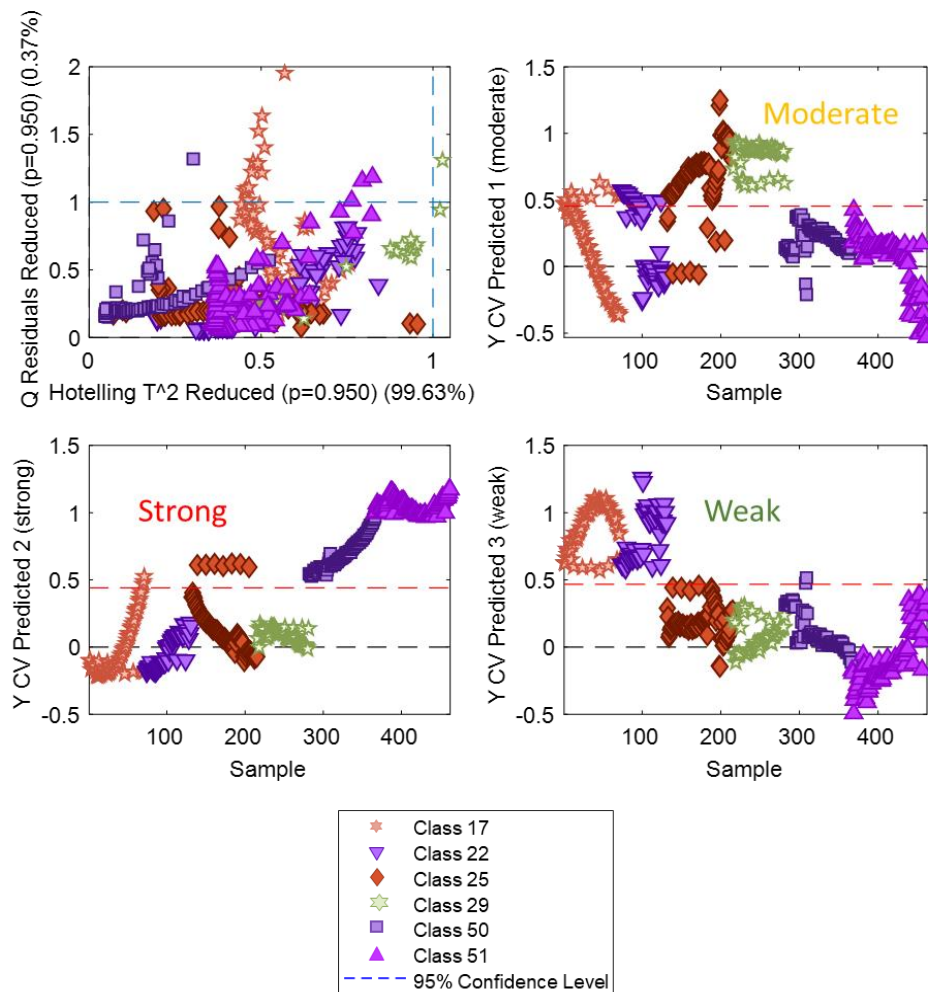 2
1.5
1
0.5
0
0
0.5
1
Q Residuals Reduced (p=0.950) (0.37%)
Hotelling T^2 Reduced (p=0.950) (99.63%)
1.5
1
0.5
0
-0.5
100
200
300
400
Y CV Predicted 1 (moderate)
Sample
Moderate
1.5
1
0.5
0
-0.5
100
200
300
400
Y CV Predicted 2 (strong)
Sample
Strong
1.5
1
0.5
0
-0.5
100
200
300
400
Y CV Predicted 3 (weak)
Sample
Weak
Class 17
Class 22
Class 25
Class 29
Class 50
Class 51
95% Confidence Level